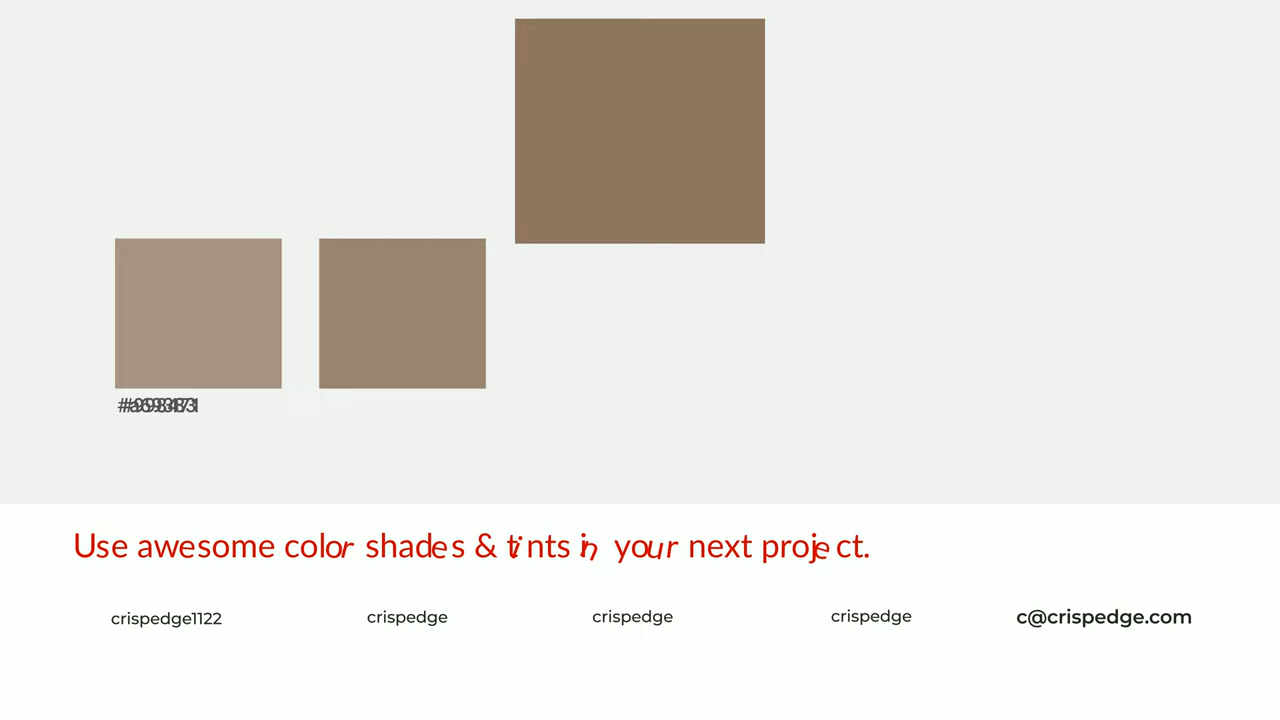 Use awesome color shades & tints in your next project.
crispedge1122 crispedge crispedge crispedge c@crispedge.com